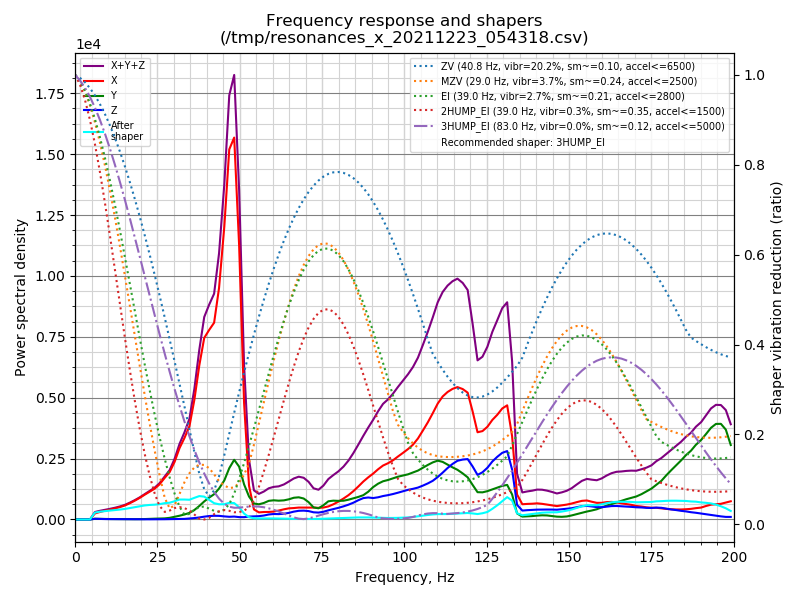 Frequency response and shapers
(/tmp/resonances_x_20211223_054318.csv)
1e4
X+Y+Z
X
Y
Z
After
shaper
ZV (40.8 Hz, vibr=20.2%, sm~=0.10, accel<=6500)
MZV (29.0 Hz, vibr=3.7%, sm~=0.24, accel<=2500)
EI (39.0 Hz, vibr=2.7%, sm~=0.21, accel<=2800)
2HUMP_EI (39.0 Hz, vibr=0.3%, sm~=0.35, accel<=1500)
3HUMP_EI (83.0 Hz, vibr=0.0%, sm~=0.12, accel<=5000)
Recommended shaper: 3HUMP_EI
1.75
1.50
1.25
1.00
0.75
0.50
0.25
0.00
Power spectral density
1.0
0.8
0.6
0.4
0.2
0.0
Shaper vibration reduction (ratio)
0 25 50 75 100 125 150 175 200
Frequency, Hz